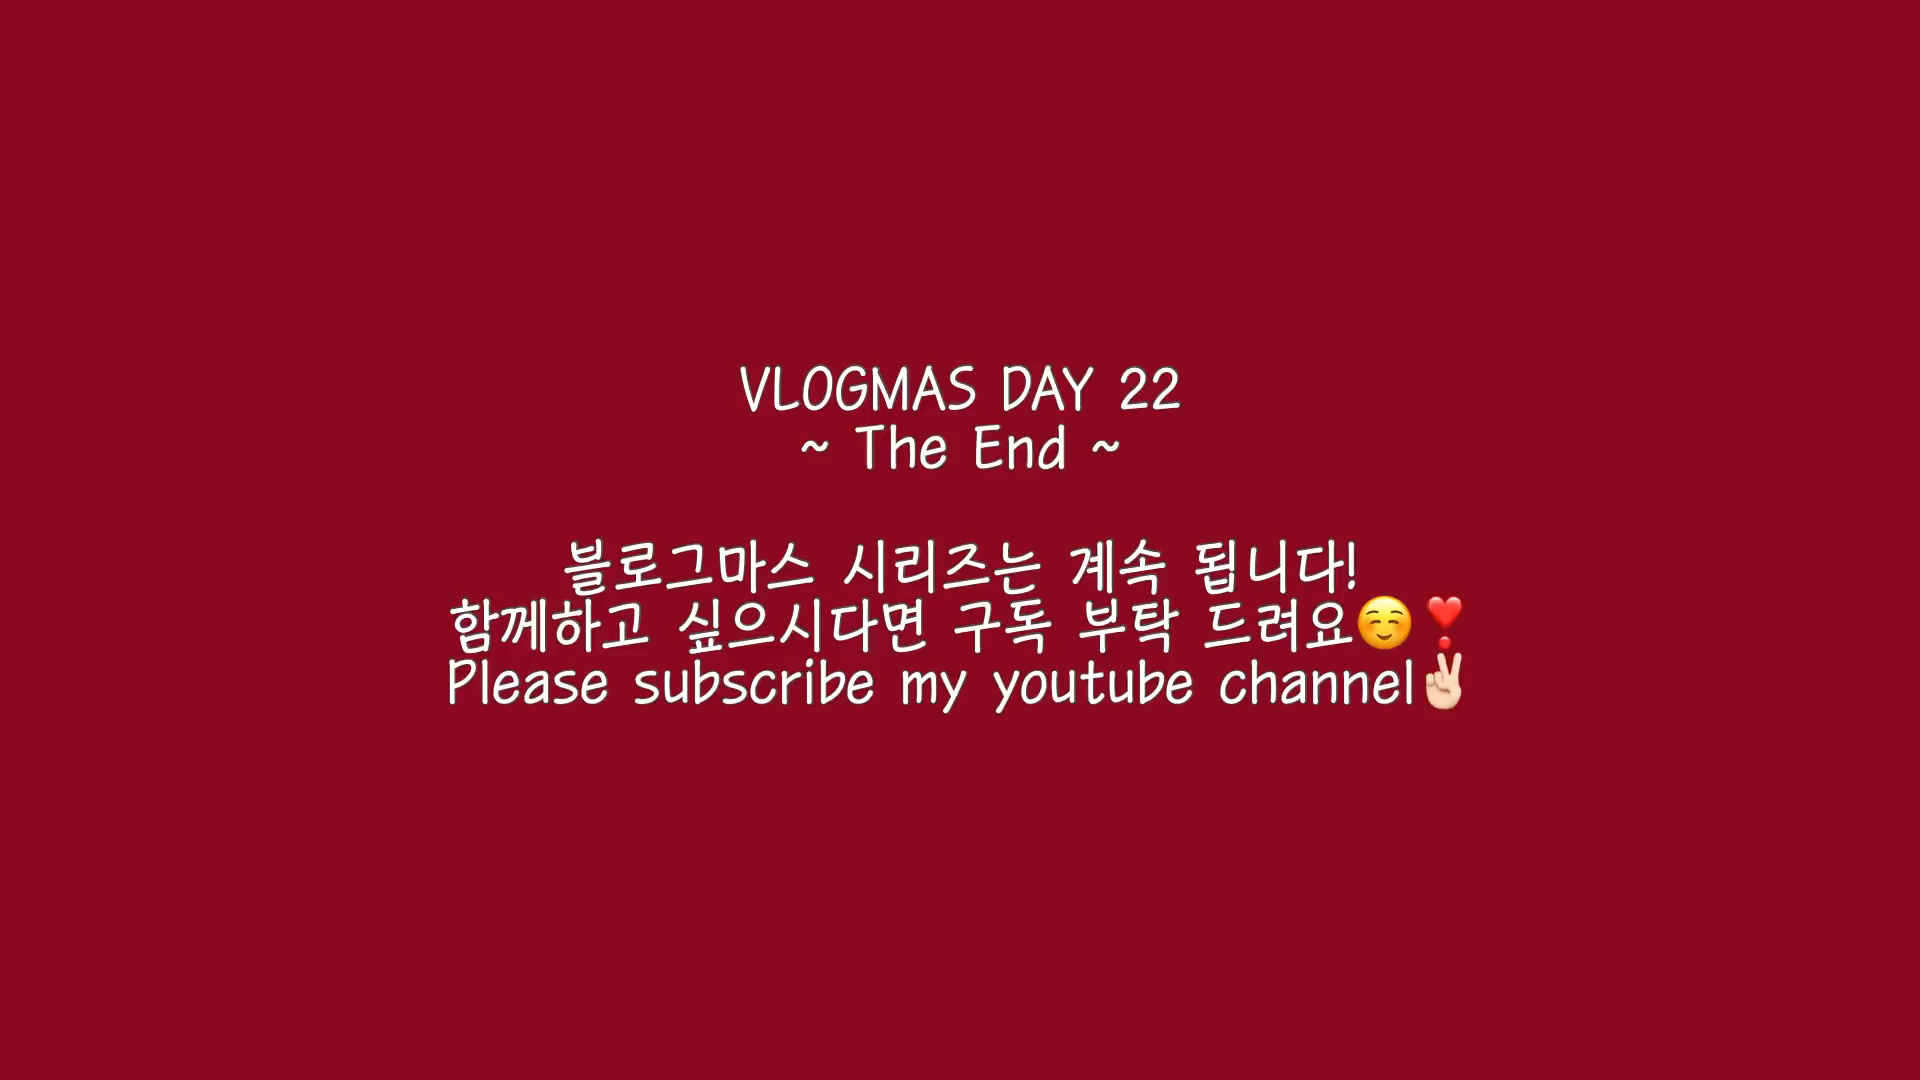 VLOGMAS DAY 22
~ The End ~
블로그마스 시리즈는 계속 됩니다!
함께하고 싶으시다면 구독 부탁 드려요☺️❣️
Please subscribe my youtube channel✌🏻